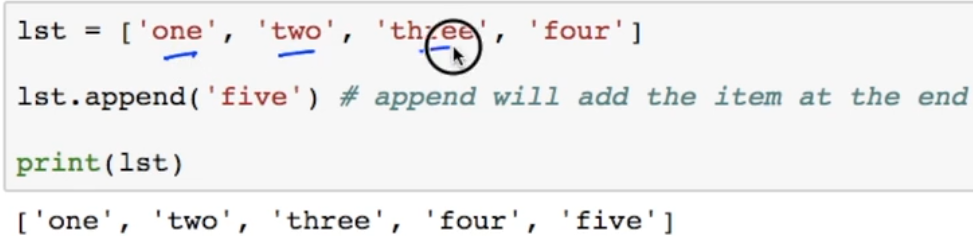 lst = ['one', 'two', 'three', 'four']
lst.append('five') # append will add the item at the end
print(lst)
['one', 'two', 'three', 'four', 'five']